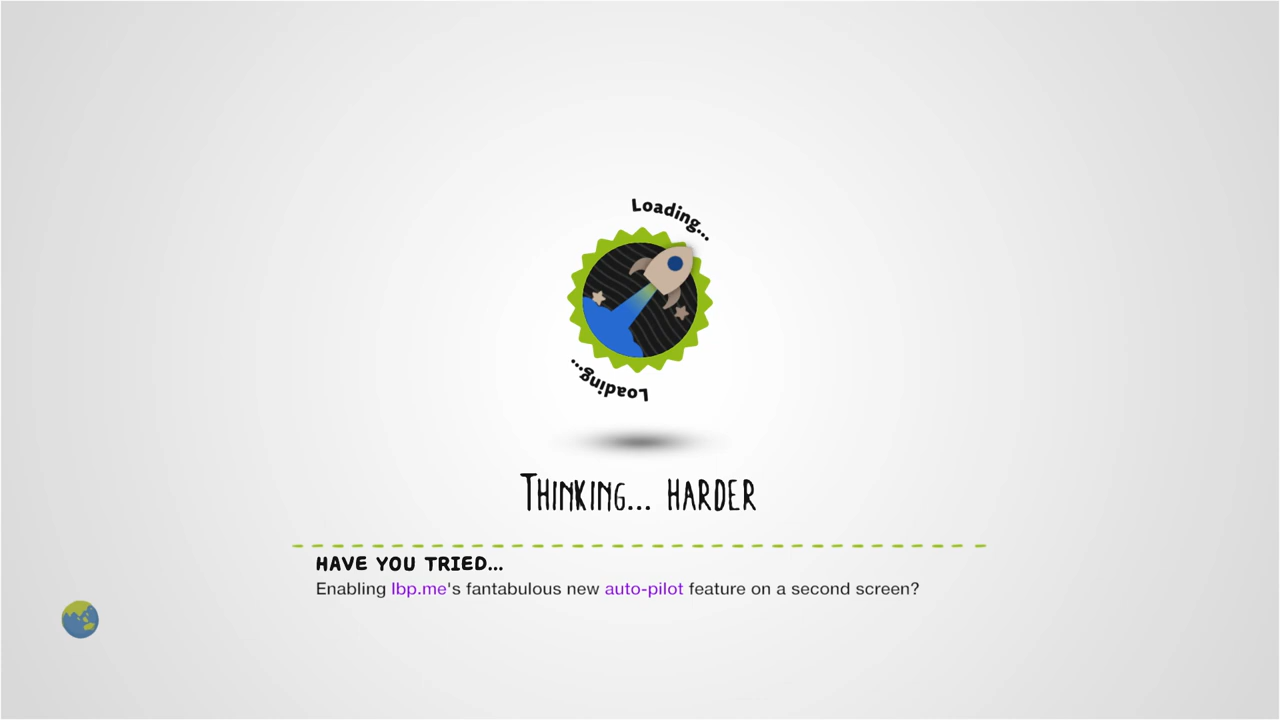 Loading...
Loading...
THINKING... HARDER
HAVE YOU TRIED...
Enabling lbp.me's fantabulous new auto-pilot feature on a second screen?